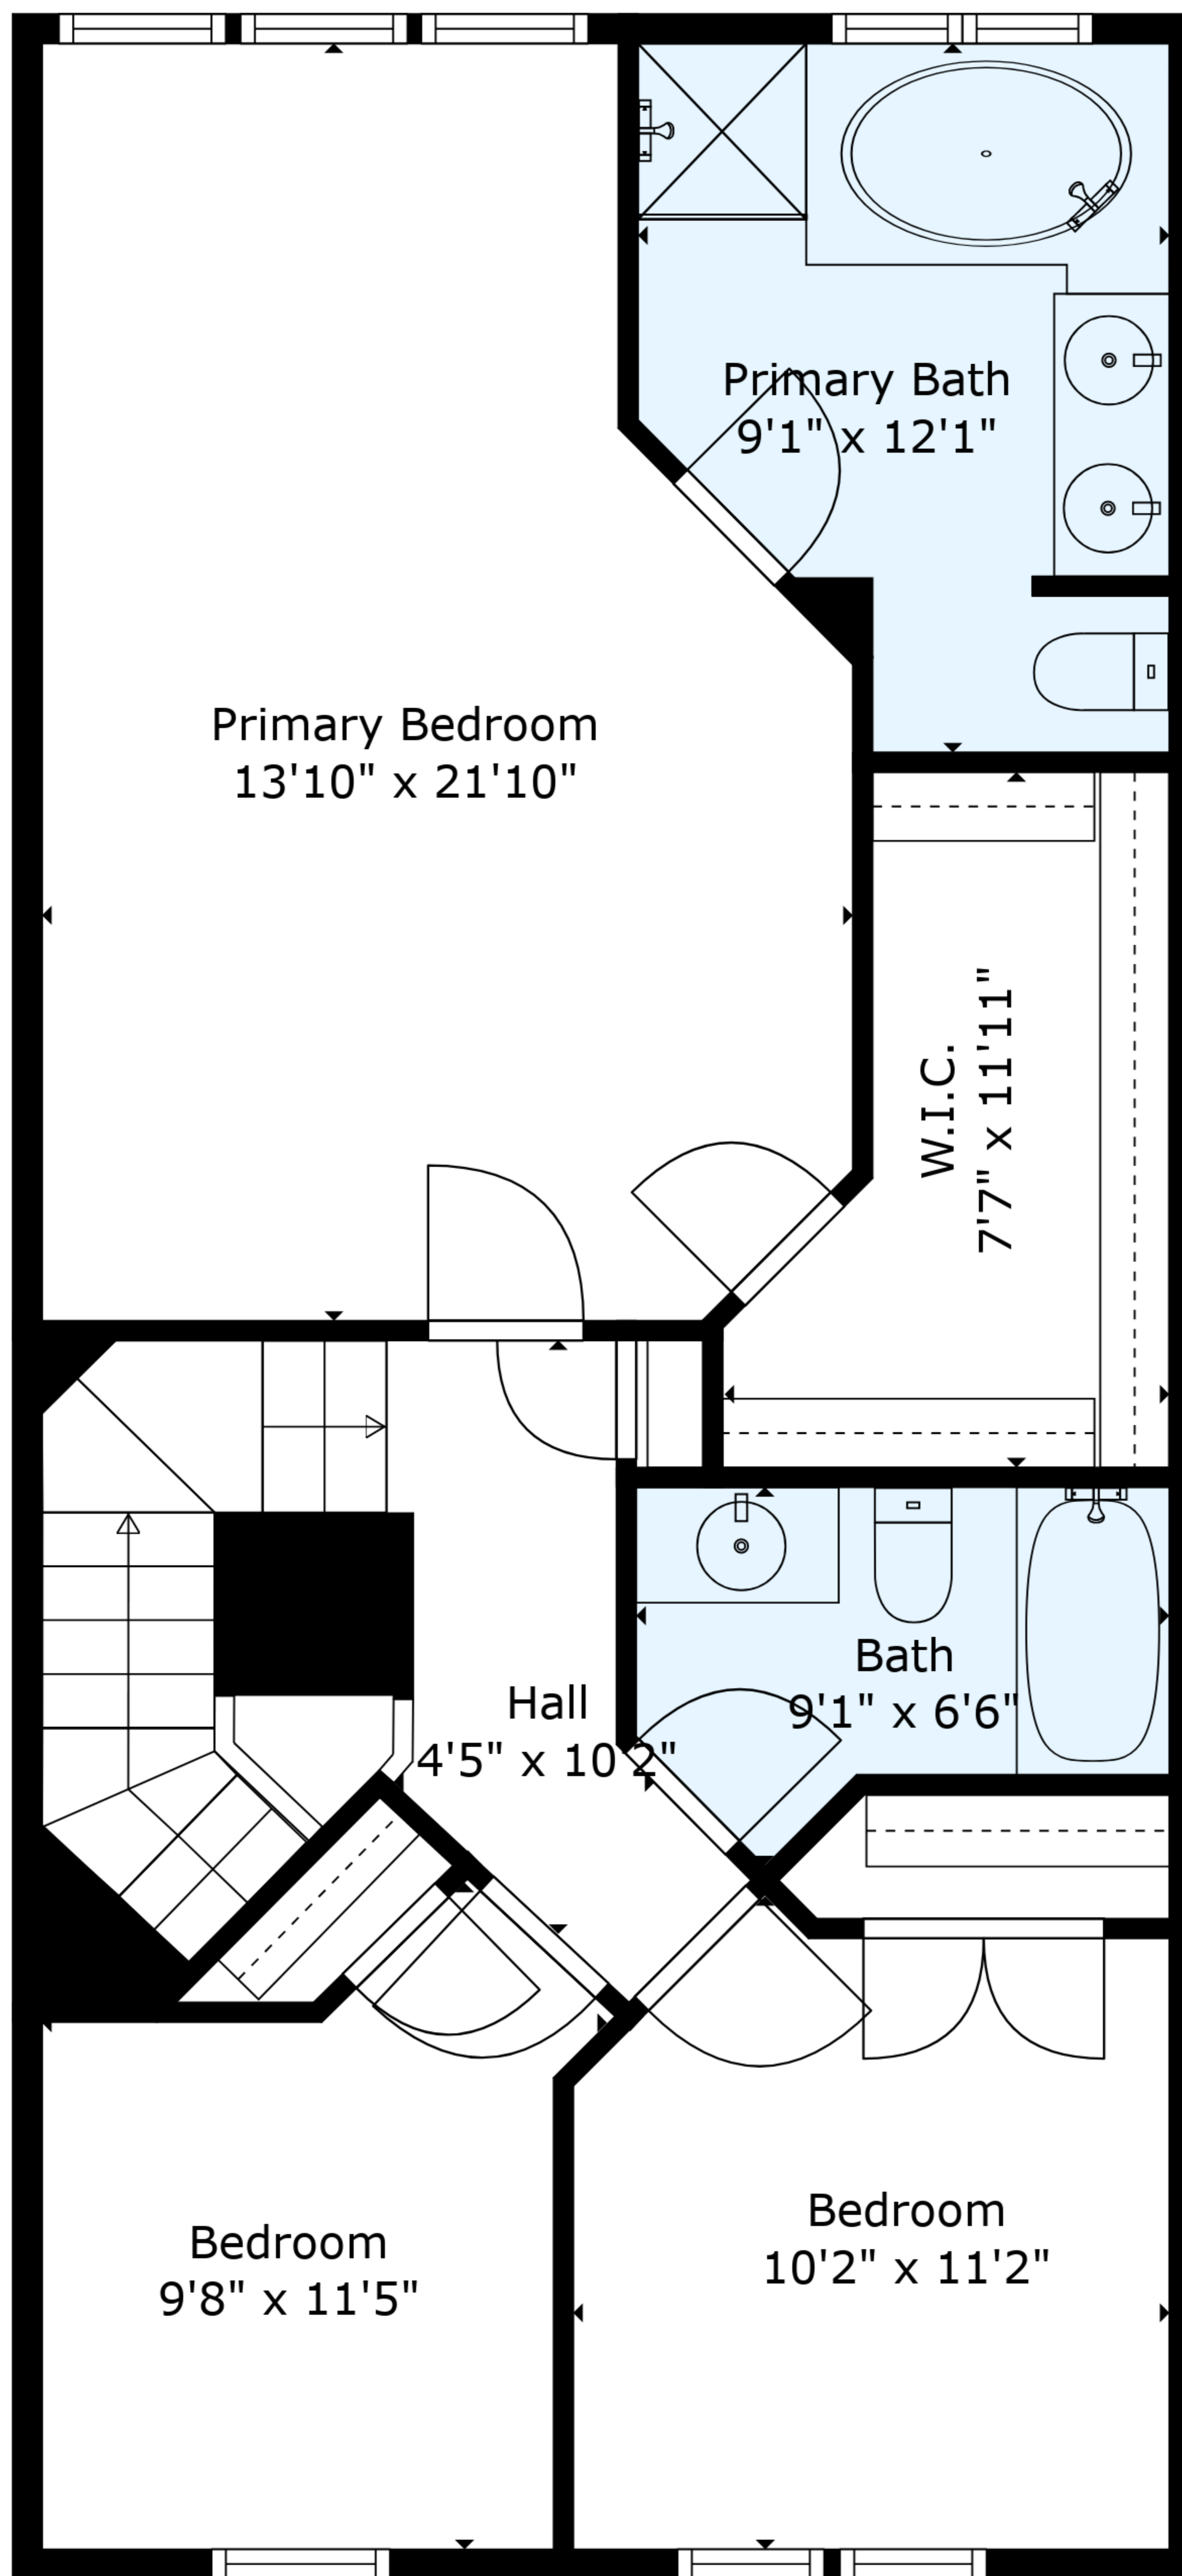 Primary Bath
9'1" x 12'1"
Primary Bedroom
13'10" x 21'10"
W.I.C.
7'7" x 11'11"
Bath
9'1" x 6'6"
Hall
4'5" x 10'2"
Bedroom
10'2" x 11'2"
Bedroom
9'8" x 11'5"